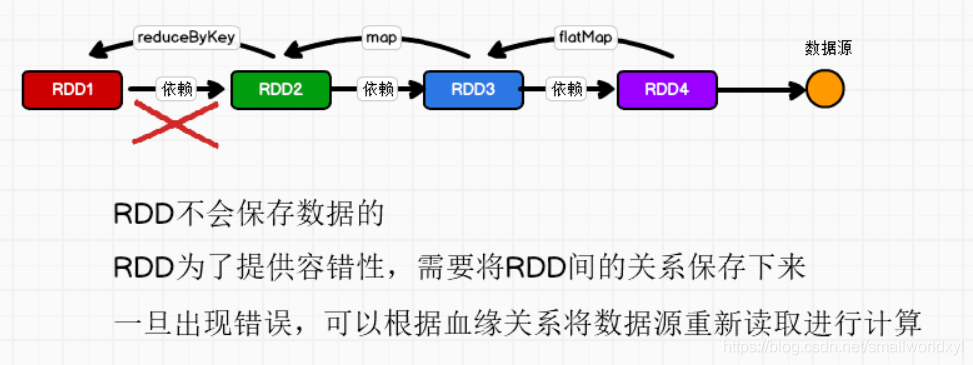 reduceByKey map flatMap
数据源
RDD1 依赖 RDD2 依赖 RDD3 依赖 RDD4
RDD不会保存数据的
RDD为了提供容错性，需要将RDD间的关系保存下来
一旦出现错误，可以根据血缘关系将数据源重新读取进行计算
https://blog.csdn.net/smallworldxyl